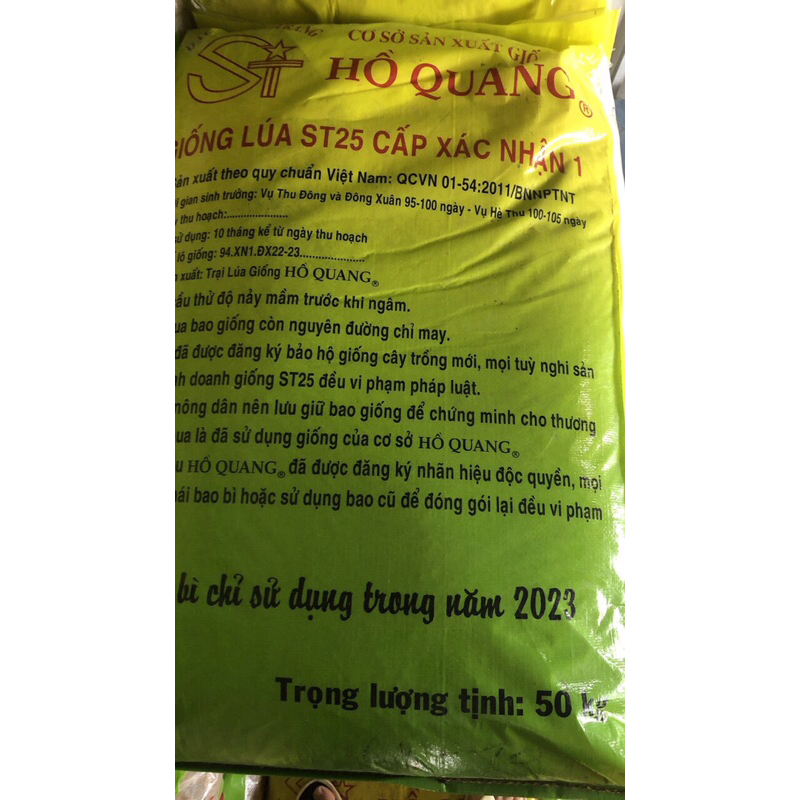 ST
CƠ SỞ SẢN XUẤT GIỐ
HỒ QUANG®
GIỐNG LÚA ST25 CẤP XÁC NHẬN 1
sản xuất theo quy chuẩn Việt Nam: QCVN 01-54:2011/BNNPTNT
i gian sinh trưởng: Vụ Thu Đông và Đông Xuân 95-100 ngày - Vụ Hè Thu 100-105 ngày
y thu hoạch:.....................
sử dụng: 10 tháng kể từ ngày thu hoạch
lô giống: 94.XN1.ĐX22-23......................
n xuất: Trại Lúa Giống HỒ QUANG®
ầu thử độ nảy mầm trước khi ngâm.
ua bao giống còn nguyên đường chỉ may.
đã được đăng ký bảo hộ giống cây trồng mới, mọi tuỳ nghi sản
nh doanh giống ST25 đều vi phạm pháp luật.
nông dân nên lưu giữ bao giống để chứng minh cho thương
ua là đã sử dụng giống của cơ sở HỒ QUANG®
u HỒ QUANG® đã được đăng ký nhãn hiệu độc quyền, mọi
ái bao bì hoặc sử dụng bao cũ để đóng gói lại đều vi phạm
bì chỉ sử dụng trong năm 2023
Trọng lượng tịnh: 50 kg